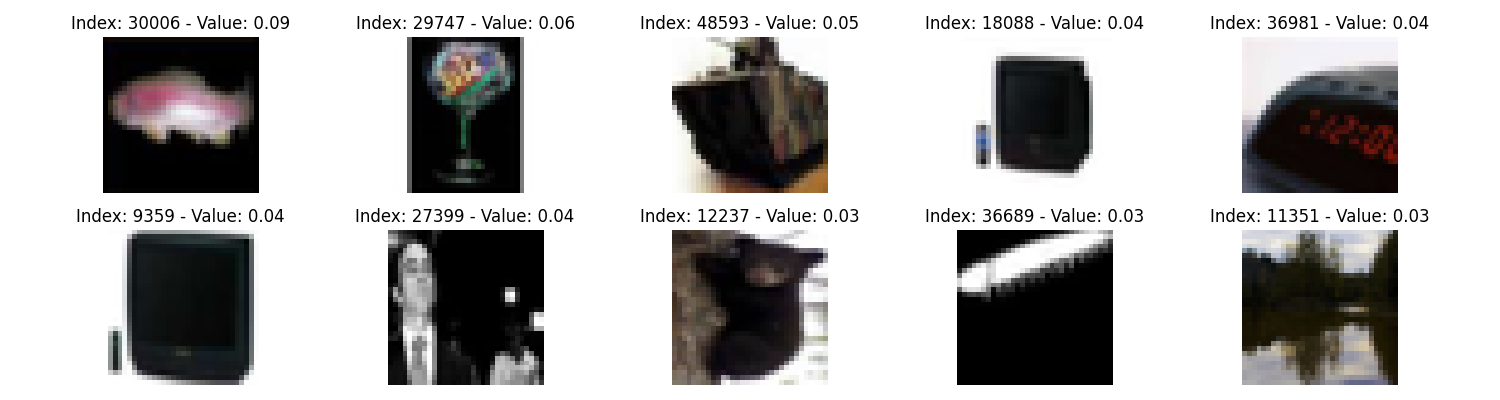 Index: 30006 - Value: 0.09
Index: 29747 - Value: 0.06
Index: 48593 - Value: 0.05
Index: 18088 - Value: 0.04
Index: 36981 - Value: 0.04
12:00
Index: 9359 - Value: 0.04
Index: 27399 - Value: 0.04
Index: 12237 - Value: 0.03
Index: 36689 - Value: 0.03
Index: 11351 - Value: 0.03